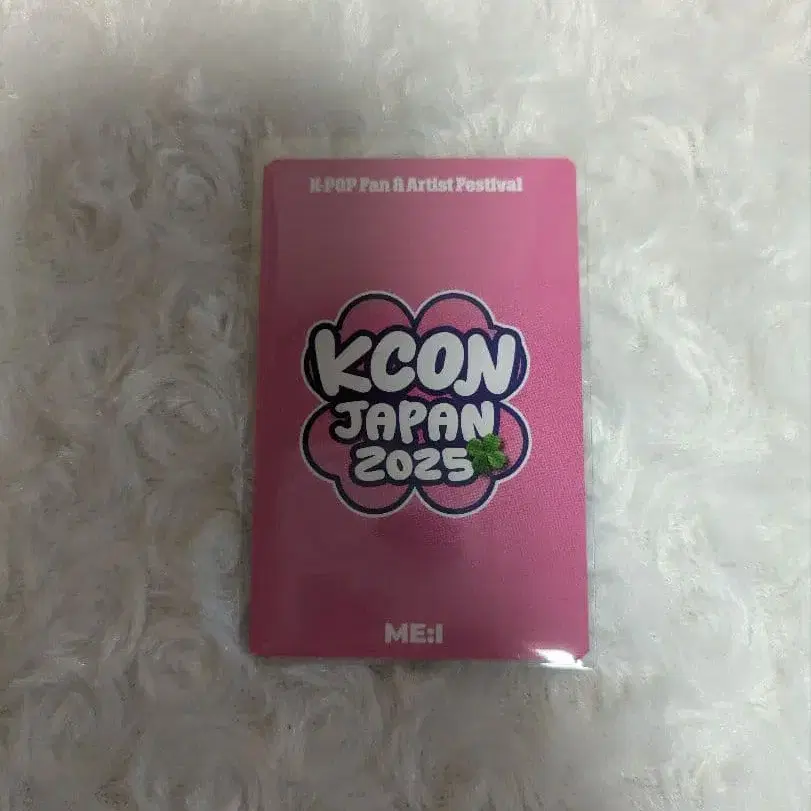 K-POP Fan & Artist Festival
KCON
JAPAN
2025
ME:I